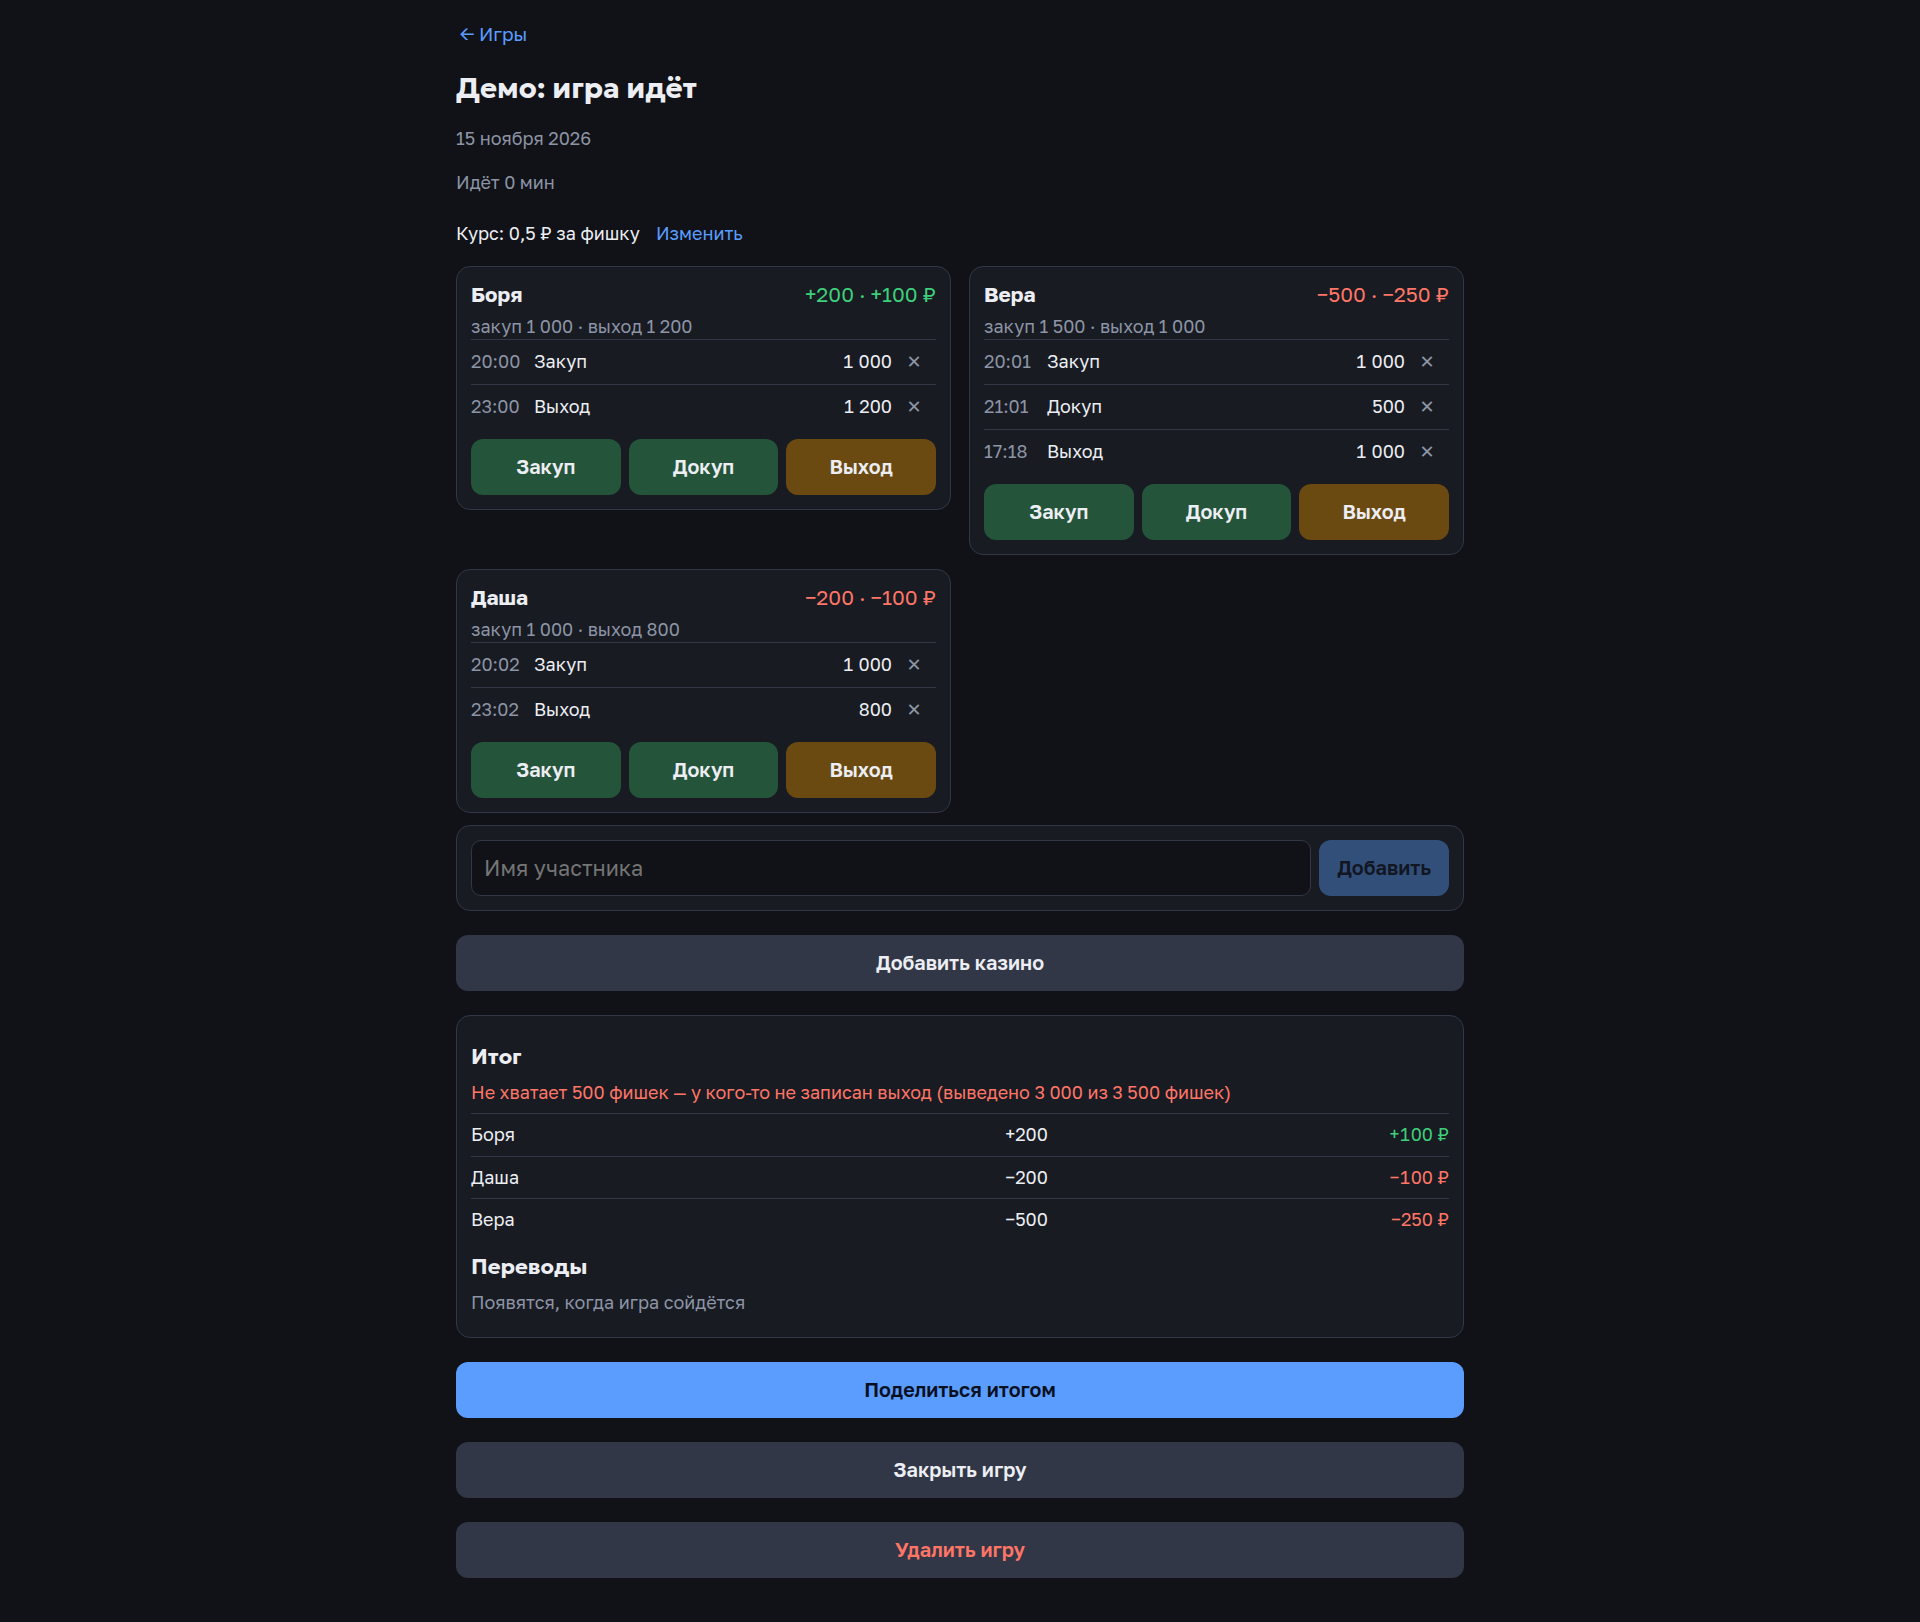 ← Игры
Демо: игра идёт
15 ноября 2026
Идёт 0 мин
Курс: 0,5 ₽ за фишку Изменить
Боря +200 · +100 ₽
закуп 1 000 · выход 1 200
20:00 Закуп 1 000 ✕
23:00 Выход 1 200 ✕
Закуп Докуп Выход
Вера −500 · −250 ₽
закуп 1 500 · выход 1 000
20:01 Закуп 1 000 ✕
21:01 Докуп 500 ✕
17:18 Выход 1 000 ✕
Закуп Докуп Выход
Даша −200 · −100 ₽
закуп 1 000 · выход 800
20:02 Закуп 1 000 ✕
23:02 Выход 800 ✕
Закуп Докуп Выход
Имя участника Добавить
Добавить казино
Итог
Не хватает 500 фишек — у кого-то не записан выход (выведено 3 000 из 3 500 фишек)
Боря +200 +100 ₽
Даша −200 −100 ₽
Вера −500 −250 ₽
Переводы
Появятся, когда игра сойдётся
Поделиться итогом
Закрыть игру
Удалить игру